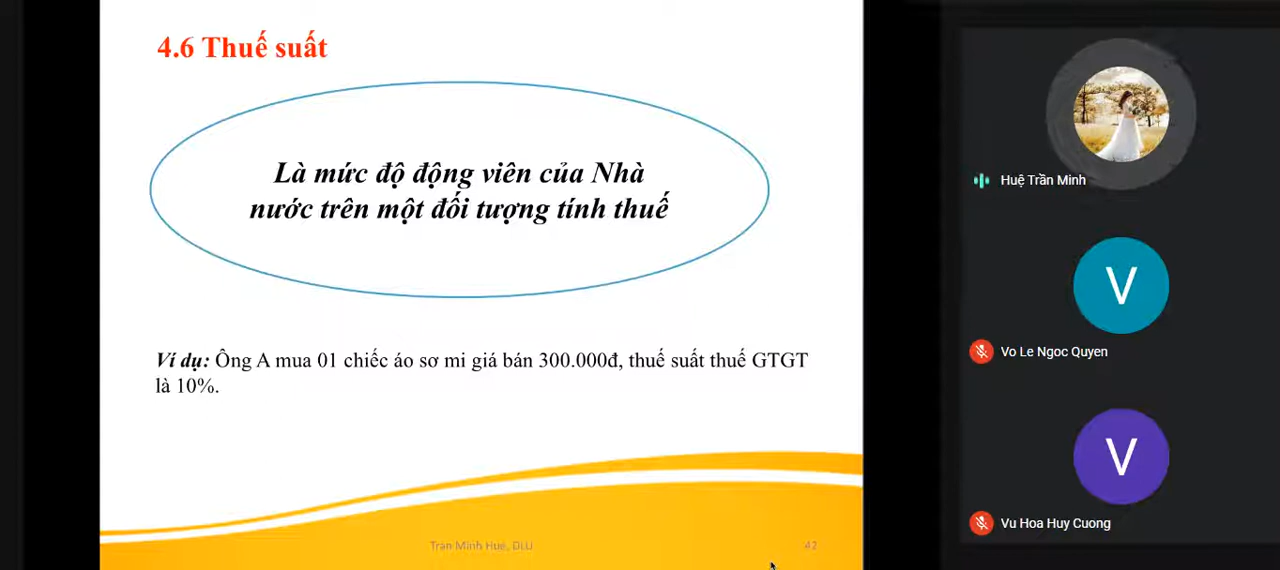 4.6 Thuế suất
Là mức độ động viên của Nhà
nước trên một đối tượng tính thuế
Ví dụ: Ông A mua 01 chiếc áo sơ mi giá bán 300.000đ, thuế suất thuế GTGT
là 10%.
Tran Minh Hue, DLU
42
Huệ Trần Minh
V
Vo Le Ngoc Quyen
V
Vu Hoa Huy Cuong